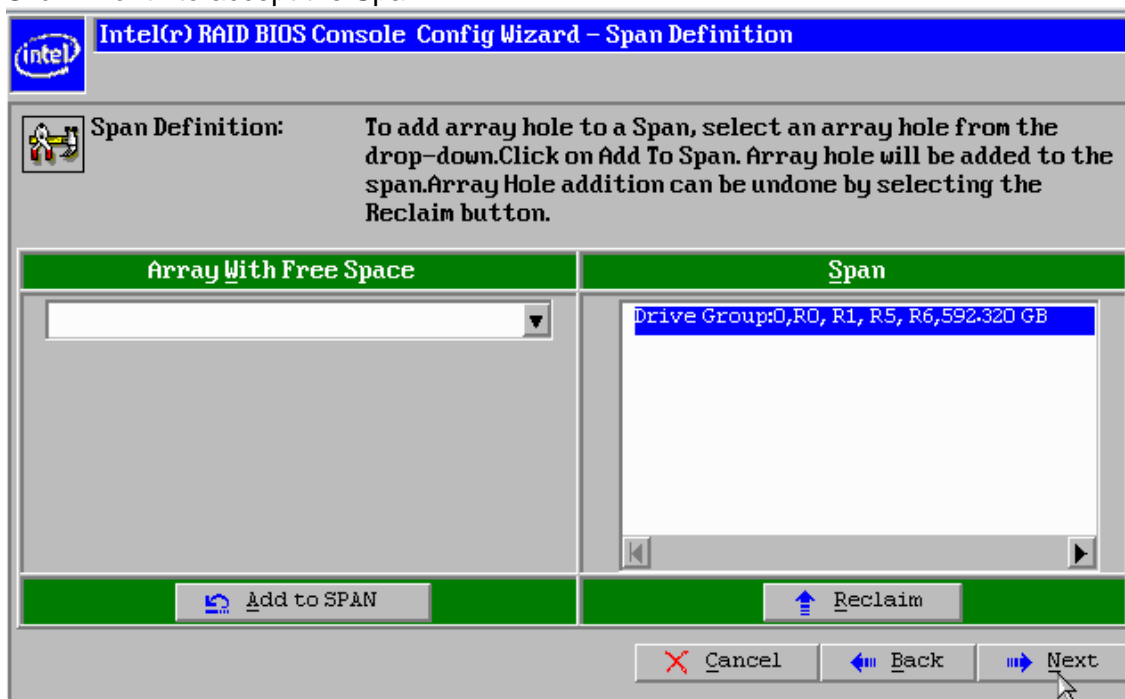 intel
Intel(r) RAID BIOS Console Config Wizard – Span Definition
Span Definition:
To add array hole to a Span, select an array hole from the
drop-down.Click on Add To Span. Array hole will be added to the
span.Array Hole addition can be undone by selecting the
Reclaim button.
Array With Free Space
Span
Drive Group:0,R0, R1, R5, R6,592.320 GB
Add to SPAN
Reclaim
Cancel
Back
Next